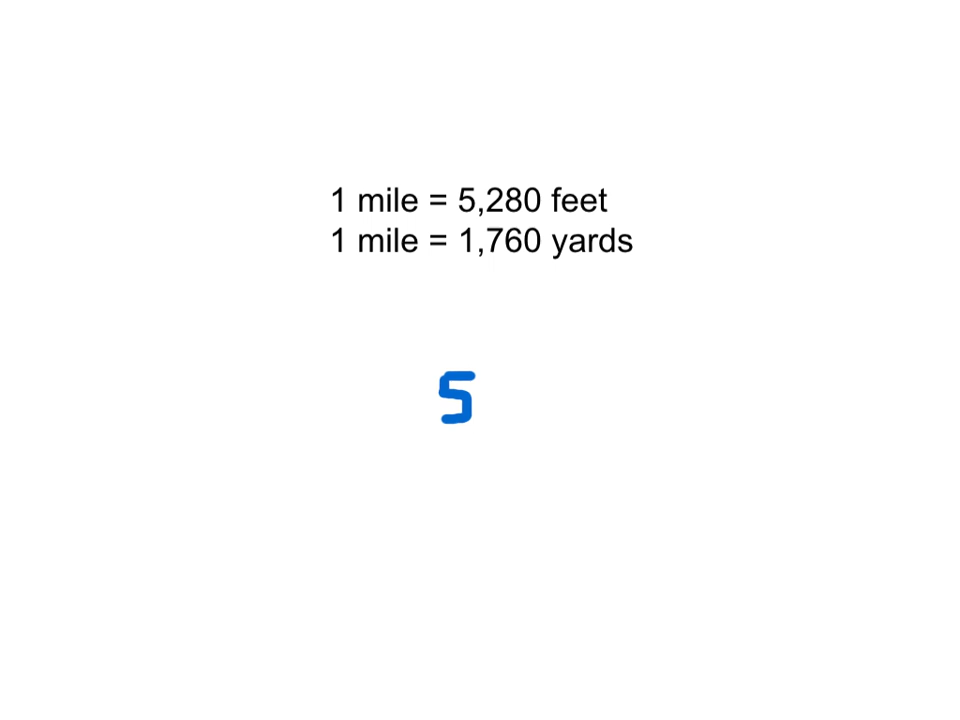 1 mile = 5,280 feet
1 mile = 1,760 yards
5